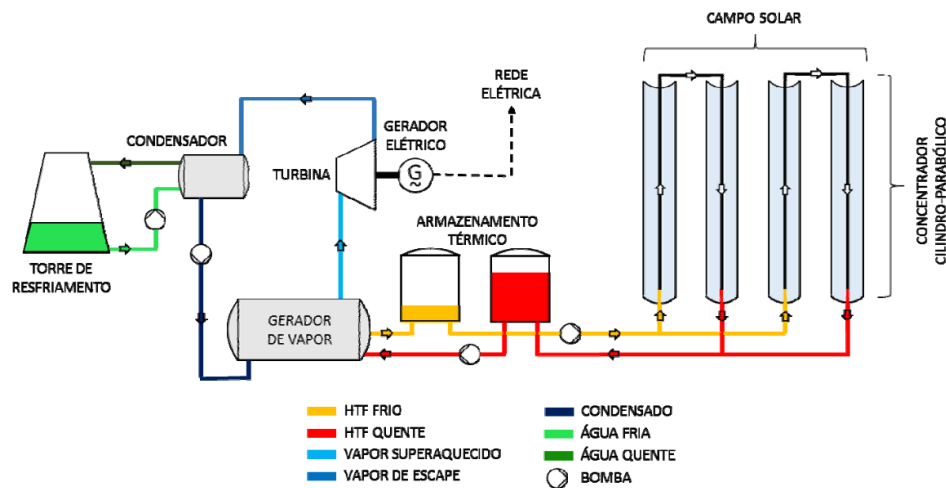 CAMPO SOLAR
REDE
ELÉTRICA
CONDENSADOR
GERADOR
ELÉTRICO
TURBINA
G
~
CONCENTRADOR
CILINDRO-PARABÓLICO
ARMAZENAMENTO
TÉRMICO
TORRE DE
RESFRIAMENTO
GERADOR
DE VAPOR
HTF FRIO
HTF QUENTE
VAPOR SUPERAQUECIDO
VAPOR DE ESCAPE
CONDENSADO
ÁGUA FRIA
ÁGUA QUENTE
BOMBA